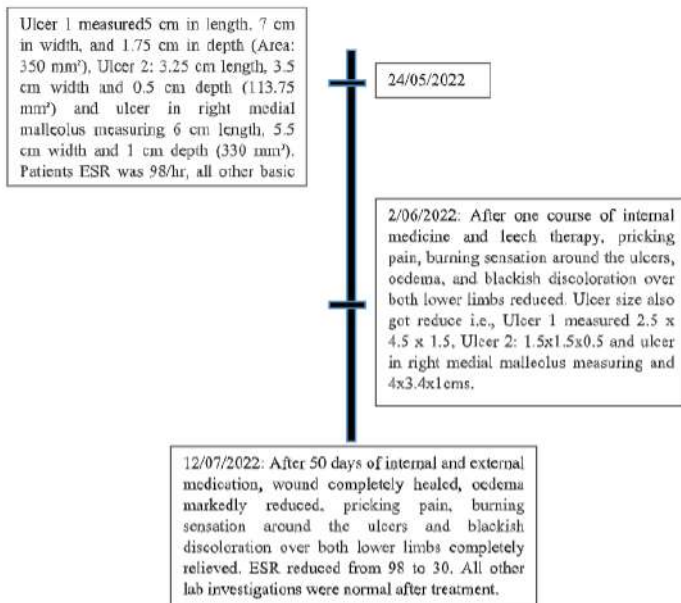 Ulcer 1 measured5 cm in length, 7 cm
in width, and 1.75 cm in depth (Area:
350 mm²), Ulcer 2: 3.25 cm length, 3.5
cm width and 0.5 cm depth (113.75
mm²) and ulcer in right medial
malleolus measuring 6 cm length, 5.5
cm width and 1 cm depth (330 mm²).
Patients ESR was 98/hr, all other basic
24/05/2022
2/06/2022: After one course of internal
medicine and leech therapy, pricking
pain, burning sensation around the ulcers,
oedema, and blackish discoloration over
both lower limbs reduced. Ulcer size also
got reduce i.e., Ulcer 1 measured 2.5 x
4.5 x 1.5, Ulcer 2: 1.5x1.5x0.5 and ulcer
in right medial malleolus measuring and
4x3.4x1cms.
12/07/2022: After 50 days of internal and external
medication, wound completely healed, oedema
markedly reduced, pricking pain, burning
sensation around the ulcers and blackish
discoloration over both lower limbs completely
relieved. ESR reduced from 98 to 30. All other
lab investigations were normal after treatment.